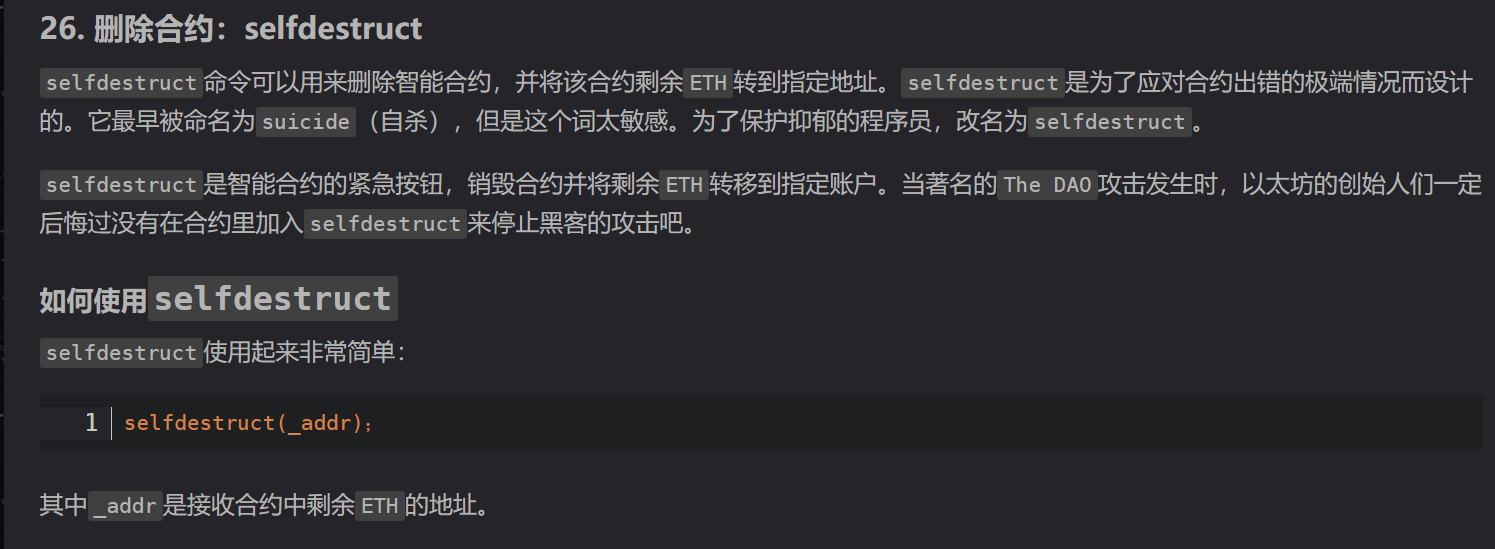 26. 删除合约：selfdestruct
selfdestruct命令可以用来删除智能合约，并将该合约剩余ETH转到指定地址。selfdestruct是为了应对合约出错的极端情况而设计
的。它最早被命名为suicide（自杀），但是这个词太敏感。为了保护抑郁的程序员，改名为selfdestruct。
selfdestruct是智能合约的紧急按钮，销毁合约并将剩余ETH转移到指定账户。当著名的The DAO攻击发生时，以太坊的创始人们一定
后悔过没有在合约里加入selfdestruct来停止黑客的攻击吧。
如何使用selfdestruct
selfdestruct使用起来非常简单：
1 selfdestruct(_addr)；
其中_addr是接收合约中剩余ETH的地址。